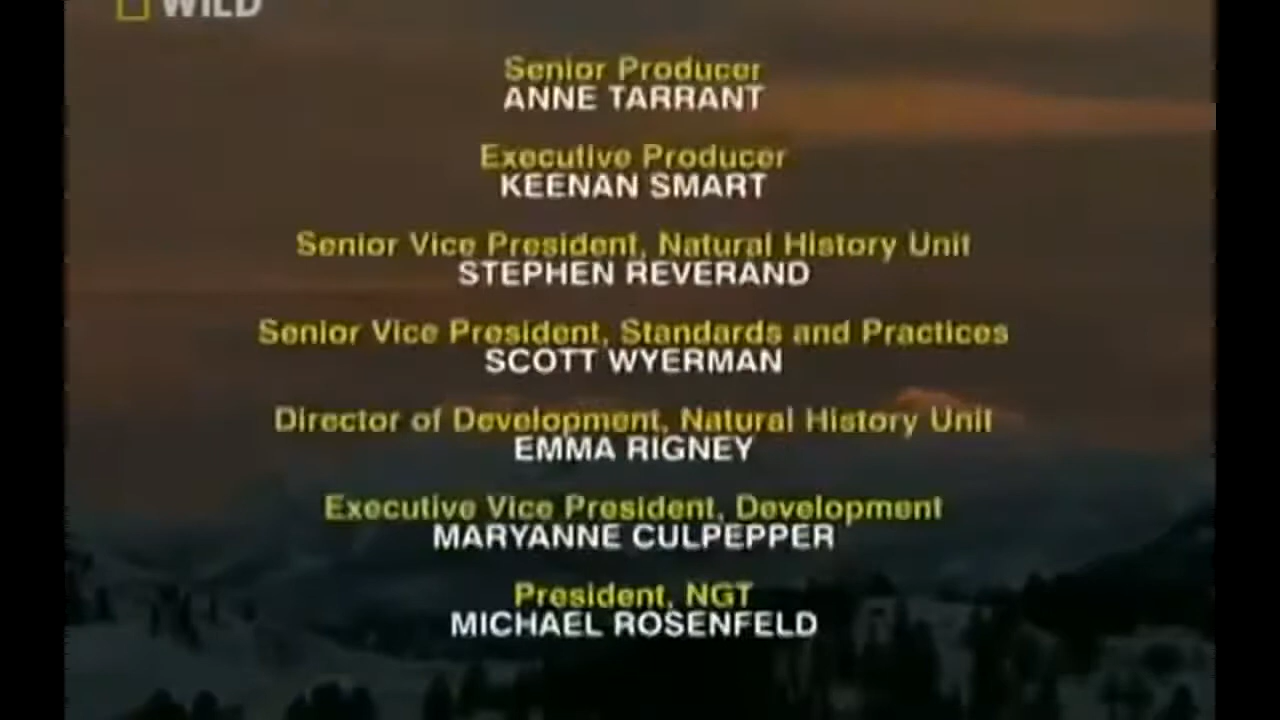 WILD
Senior Producer
ANNE TARRANT
Executive Producer
KEENAN SMART
Senior Vice President, Natural History Unit
STEPHEN REVERAND
Senior Vice President, Standards and Practices
SCOTT WYERMAN
Director of Development, Natural History Unit
EMMA RIGNEY
Executive Vice President, Development
MARYANNE CULPEPPER
President, NGT
MICHAEL ROSENFELD